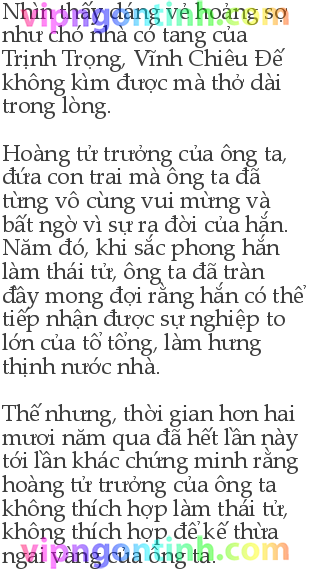 Nhìn thấy dáng vẻ hoảng sợ
như chó nhà có tang của
Trịnh Trọng, Vĩnh Chiêu Đế
không kìm được mà thở dài
trong lòng.

Hoàng tử trưởng của ông ta,
đứa con trai mà ông ta đã
từng vô cùng vui mừng và
bất ngờ vì sự ra đời của hắn.
Năm đó, khi sắc phong hắn
làm thái tử, ông ta đã tràn
đầy mong đợi rằng hắn có thể
tiếp nhận được sự nghiệp to
lớn của tổ tổng, làm hưng
thịnh nước nhà.

Thế nhưng, thời gian hơn hai
mươi năm qua đã hết lần này
tới lần khác chứng minh rằng
hoàng tử trưởng của ông ta
không thích hợp làm thái tử,
không thích hợp để kế thừa
ngai vàng của ông ta.
vipngontinh.com
vipngontinh.com